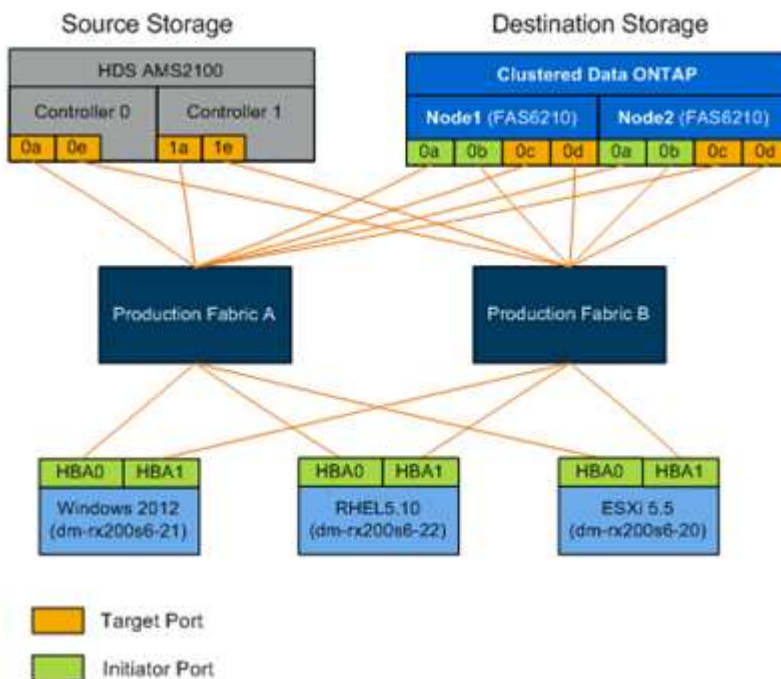 Source Storage
Destination Storage
HDS AMS2100
Controller 0
Controller 1
0a 0e 1a 1e
Clustered Data ONTAP
Node1 (FAS6210)
Node2 (FAS6210)
0a 0b 0c 0d 0a 0b 0c 0d
Production Fabric A
Production Fabric B
HBA0 HBA1
Windows 2012
(dm-rx200s6-21)
HBA0 HBA1
RHEL5.10
(dm-rx200s6-22)
HBA0 HBA1
ESXi 5.5
(dm-rx200s6-20)
Target Port
Initiator Port